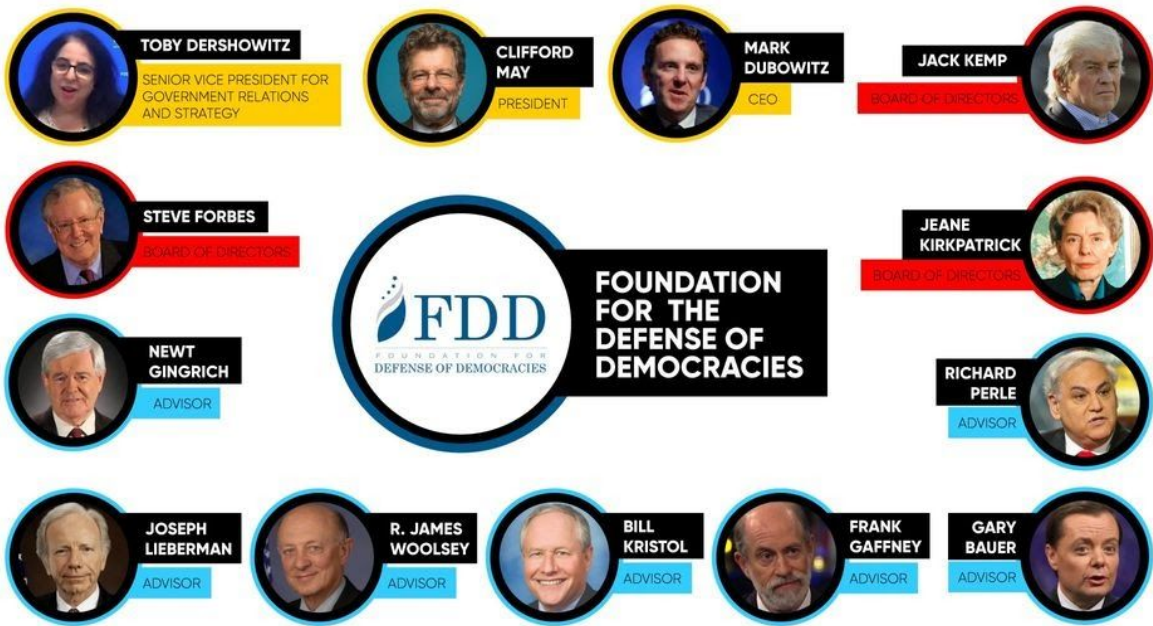 TOBY DERSHOWITZ
SENIOR VICE PRESIDENT FOR
GOVERNMENT RELATIONS
AND STRATEGY
CLIFFORD
MAY
PRESIDENT
MARK
DUBOWITZ
CEO
JACK KEMP
BOARD OF DIRECTORS
STEVE FORBES
BOARD OF DIRECTORS
FDD
FOUNDATION FOR
DEFENSE OF DEMOCRACIES
FOUNDATION
FOR THE
DEFENSE OF
DEMOCRACIES
JEANE
KIRKPATRICK
BOARD OF DIRECTORS
NEWT
GINGRICH
ADVISOR
RICHARD
PERLE
ADVISOR
JOSEPH
LIEBERMAN
ADVISOR
R. JAMES
WOOLSEY
ADVISOR
BILL
KRISTOL
ADVISOR
FRANK
GAFFNEY
ADVISOR
GARY
BAUER
ADVISOR